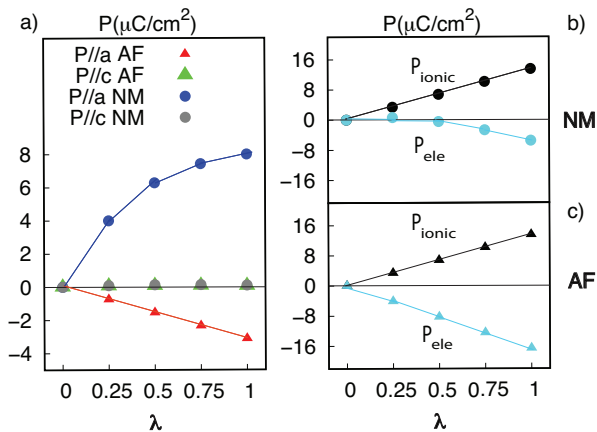 a)
P(μC/cm²)
P//a AF
P//c AF
P//a NM
P//c NM
8
6
4
2
0
−2
−4
0 0.25 0.5 0.75 1
λ
P(μC/cm²)
b)
16
8
0
−8
−16
P_ionic
P_ele
NM
c)
16
8
0
−8
−16
P_ionic
P_ele
AF
0 0.25 0.5 0.75 1
λ